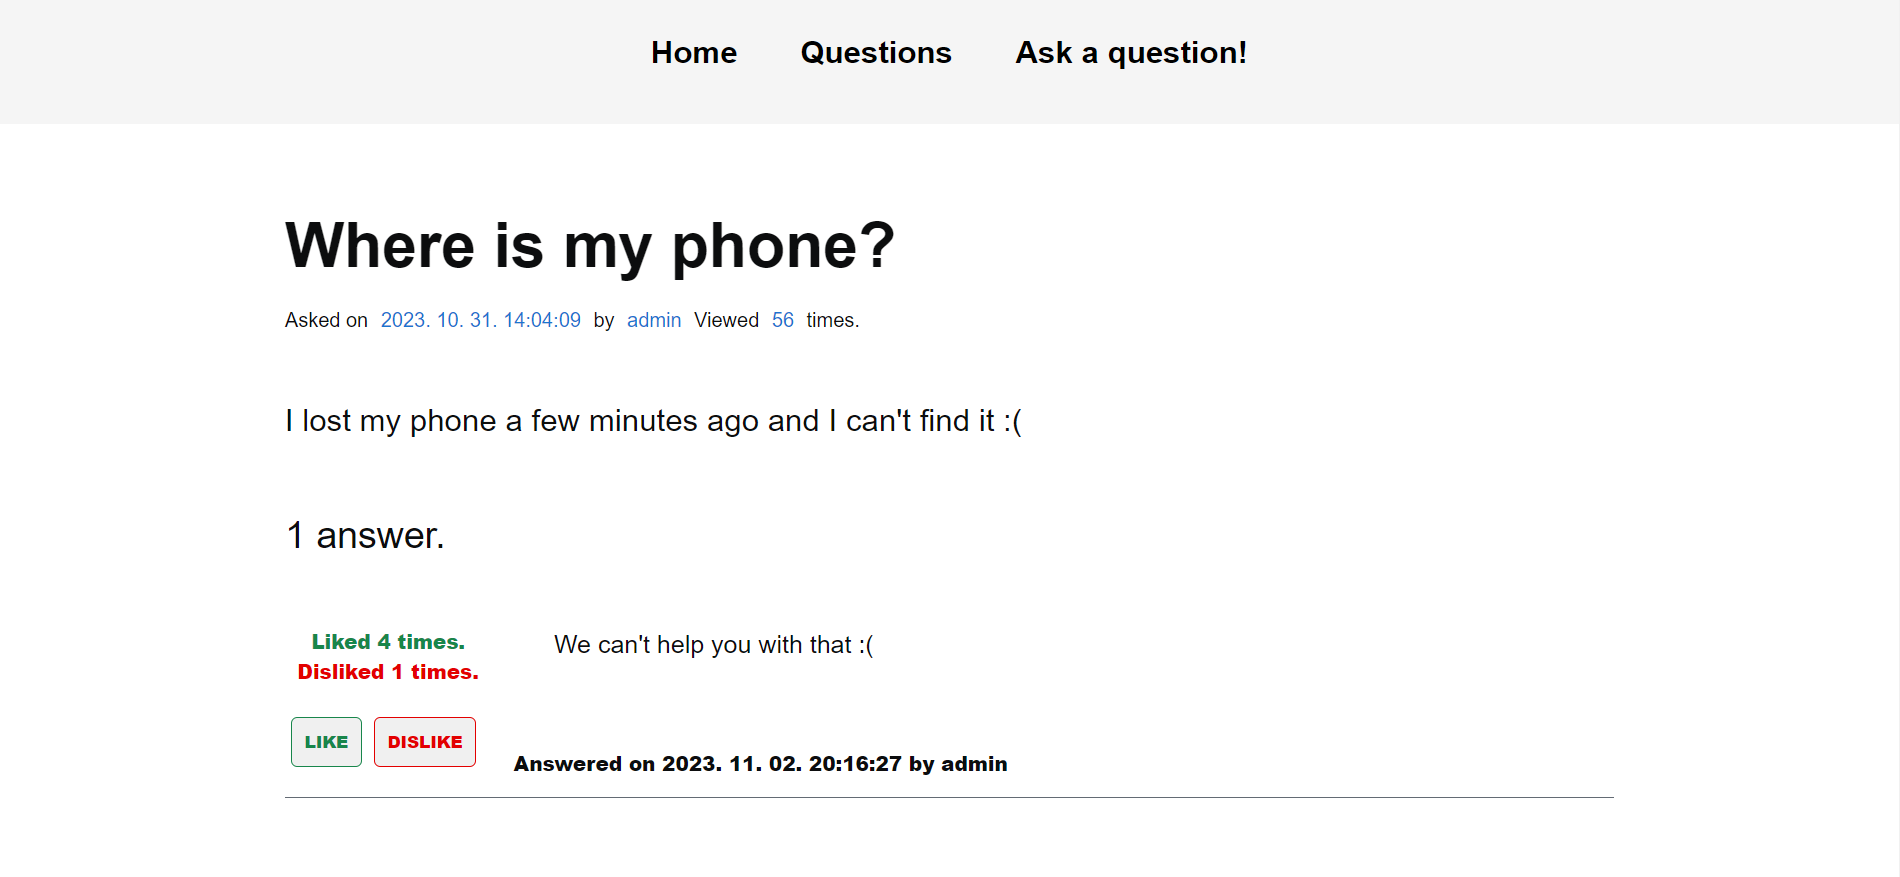 Home Questions Ask a question!
Where is my phone?
Asked on 2023. 10. 31. 14:04:09 by admin Viewed 56 times.
I lost my phone a few minutes ago and I can't find it :(
1 answer.
Liked 4 times.
Disliked 1 times.
We can't help you with that :(
LIKE DISLIKE
Answered on 2023. 11. 02. 20:16:27 by admin